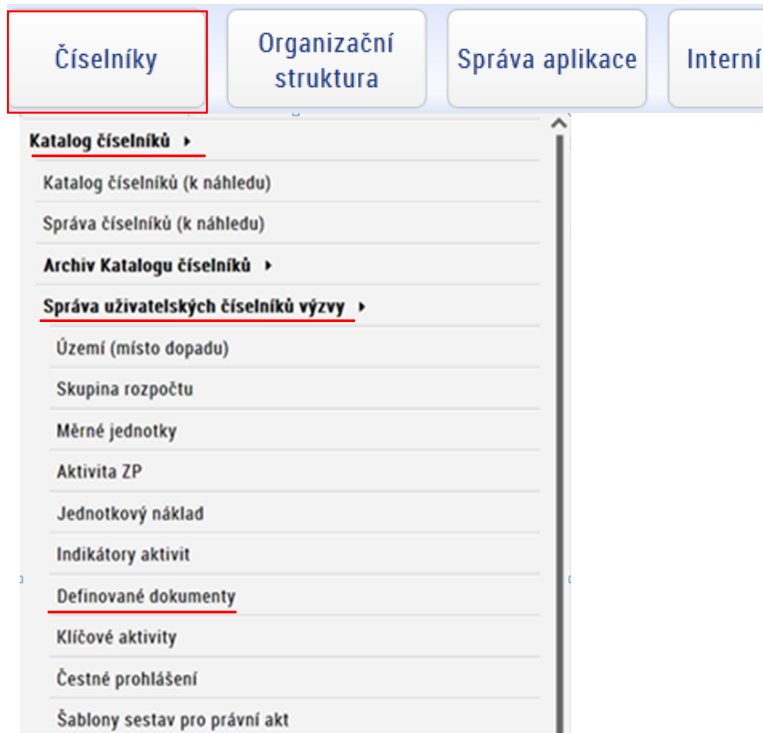 Číselníky
Organizační
struktura
Správa aplikace
Interní
Katalog číselníků
Katalog číselníků (k náhledu)
Správa číselníků (k náhledu)
Archiv Katalogu číselníků
Správa uživatelských číselníků výzvy
Území (místo dopadu)
Skupina rozpočtu
Měrné jednotky
Aktivita ZP
Jednotkový náklad
Indikátory aktivit
Definované dokumenty
Klíčové aktivity
Čestné prohlášení
Šablony sestav pro právní akt